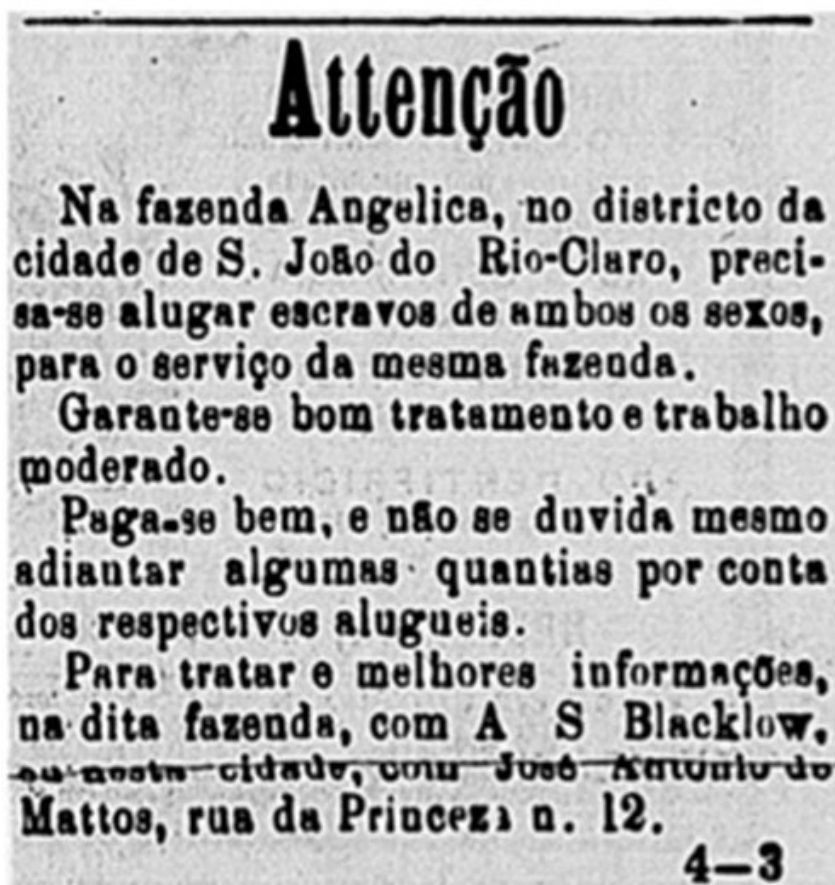 Attenção
Na fazenda Angelica, no districto da
cidade de S. João do Rio-Claro, preci-
sa-se alugar escravos de ambos os sexos,
para o serviço da mesma fazenda.
Garante-se bom tratamento e trabalho
moderado.
Paga-se bem, e não se duvida mesmo
adiantar algumas quantias por conta
dos respectivos alugueis.
Para tratar e melhores informações,
na dita fazenda, com A S Blacklow,
ou nesta cidade, com José Antonio de
Mattos, rua da Princeza n. 12.
4—3